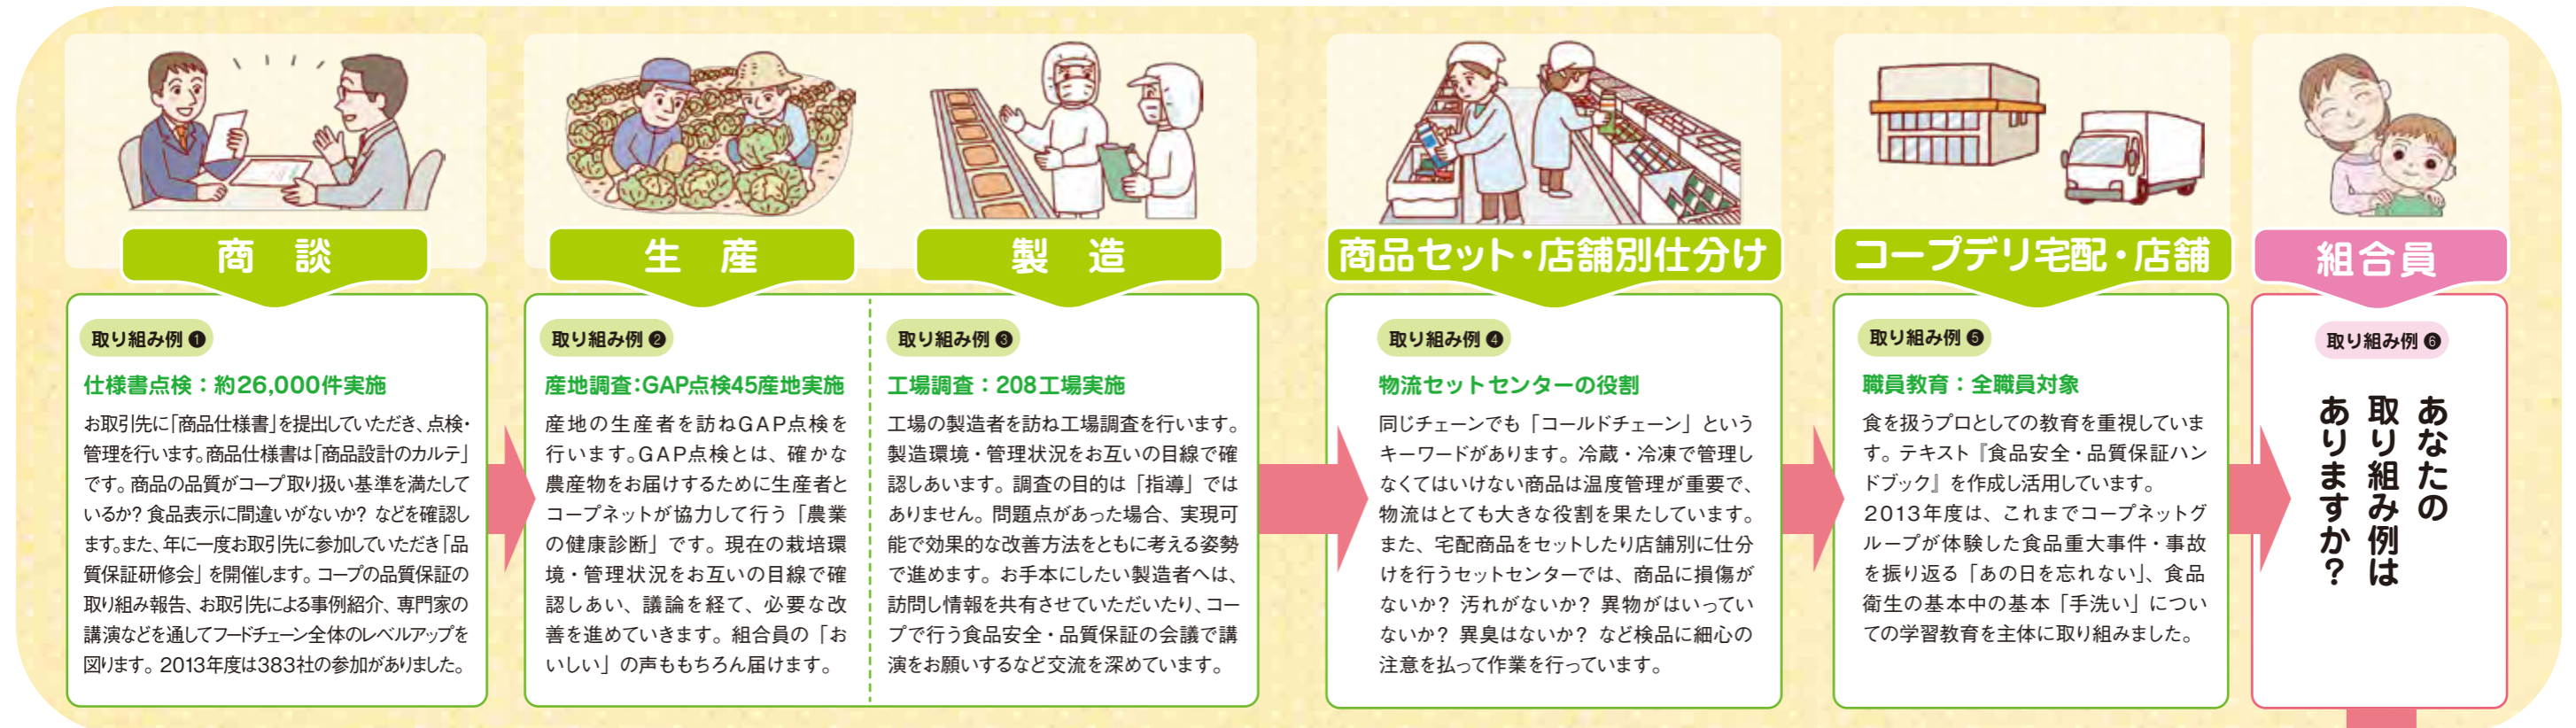 商談
取り組み例❶
仕様書点検：約26,000件実施
お取引先に「商品仕様書」を提出していただき、点検・
管理を行います。商品仕様書は「商品設計のカルテ」
です。商品の品質がコープ取り扱い基準を満たして
いるか? 食品表示に間違いがないか? などを確認し
ます。また、年に一度お取引先に参加していただき「品
質保証研修会」を開催します。コープの品質保証の
取り組み報告、お取引先による事例紹介、専門家の
講演などを通してフードチェーン全体のレベルアップを
図ります。2013年度は383社の参加がありました。
生産
取り組み例❷
産地調査：GAP点検45産地実施
産地の生産者を訪ねGAP点検を
行います。GAP点検とは、確かな
農産物をお届けするために生産者と
コープネットが協力して行う「農業
の健康診断」です。現在の栽培環
境・管理状況をお互いの目線で確
認しあい、議論を経て、必要な改
善を進めていきます。組合員の「お
いしい」の声ももちろん届けます。
製造
取り組み例❸
工場調査：208工場実施
工場の製造者を訪ね工場調査を行います。
製造環境・管理状況をお互いの目線で確
認しあいます。調査の目的は「指導」では
ありません。問題点があった場合、実現可
能で効果的な改善方法をともに考える姿勢
で進めます。お手本にしたい製造者へは、
訪問し情報を共有させていただいたり、コー
プで行う食品安全・品質保証の会議で講
演をお願いするなど交流を深めています。
商品セット・店舗別仕分け
取り組み例❹
物流セットセンターの役割
同じチェーンでも「コールドチェーン」という
キーワードがあります。冷蔵・冷凍で管理し
なくてはいけない商品は温度管理が重要で、
物流はとても大きな役割を果たしています。
また、宅配商品をセットしたり店舗別に仕分
けを行うセットセンターでは、商品に損傷が
ないか? 汚れがないか? 異物がはいってい
ないか? 異臭はないか? など検品に細心の
注意を払って作業を行っています。
コープデリ宅配・店舗
取り組み例❺
職員教育：全職員対象
食を扱うプロとしての教育を重視していま
す。テキスト『食品安全・品質保証ハン
ドブック』を作成し活用しています。
2013年度は、これまでコープネットグ
ループが体験した食品重大事件・事故
を振り返る「あの日を忘れない」、食品
衛生の基本中の基本「手洗い」につい
ての学習教育を主体に取り組みました。
組合員
取り組み例❻
あなたの
取り組み例は
ありますか?